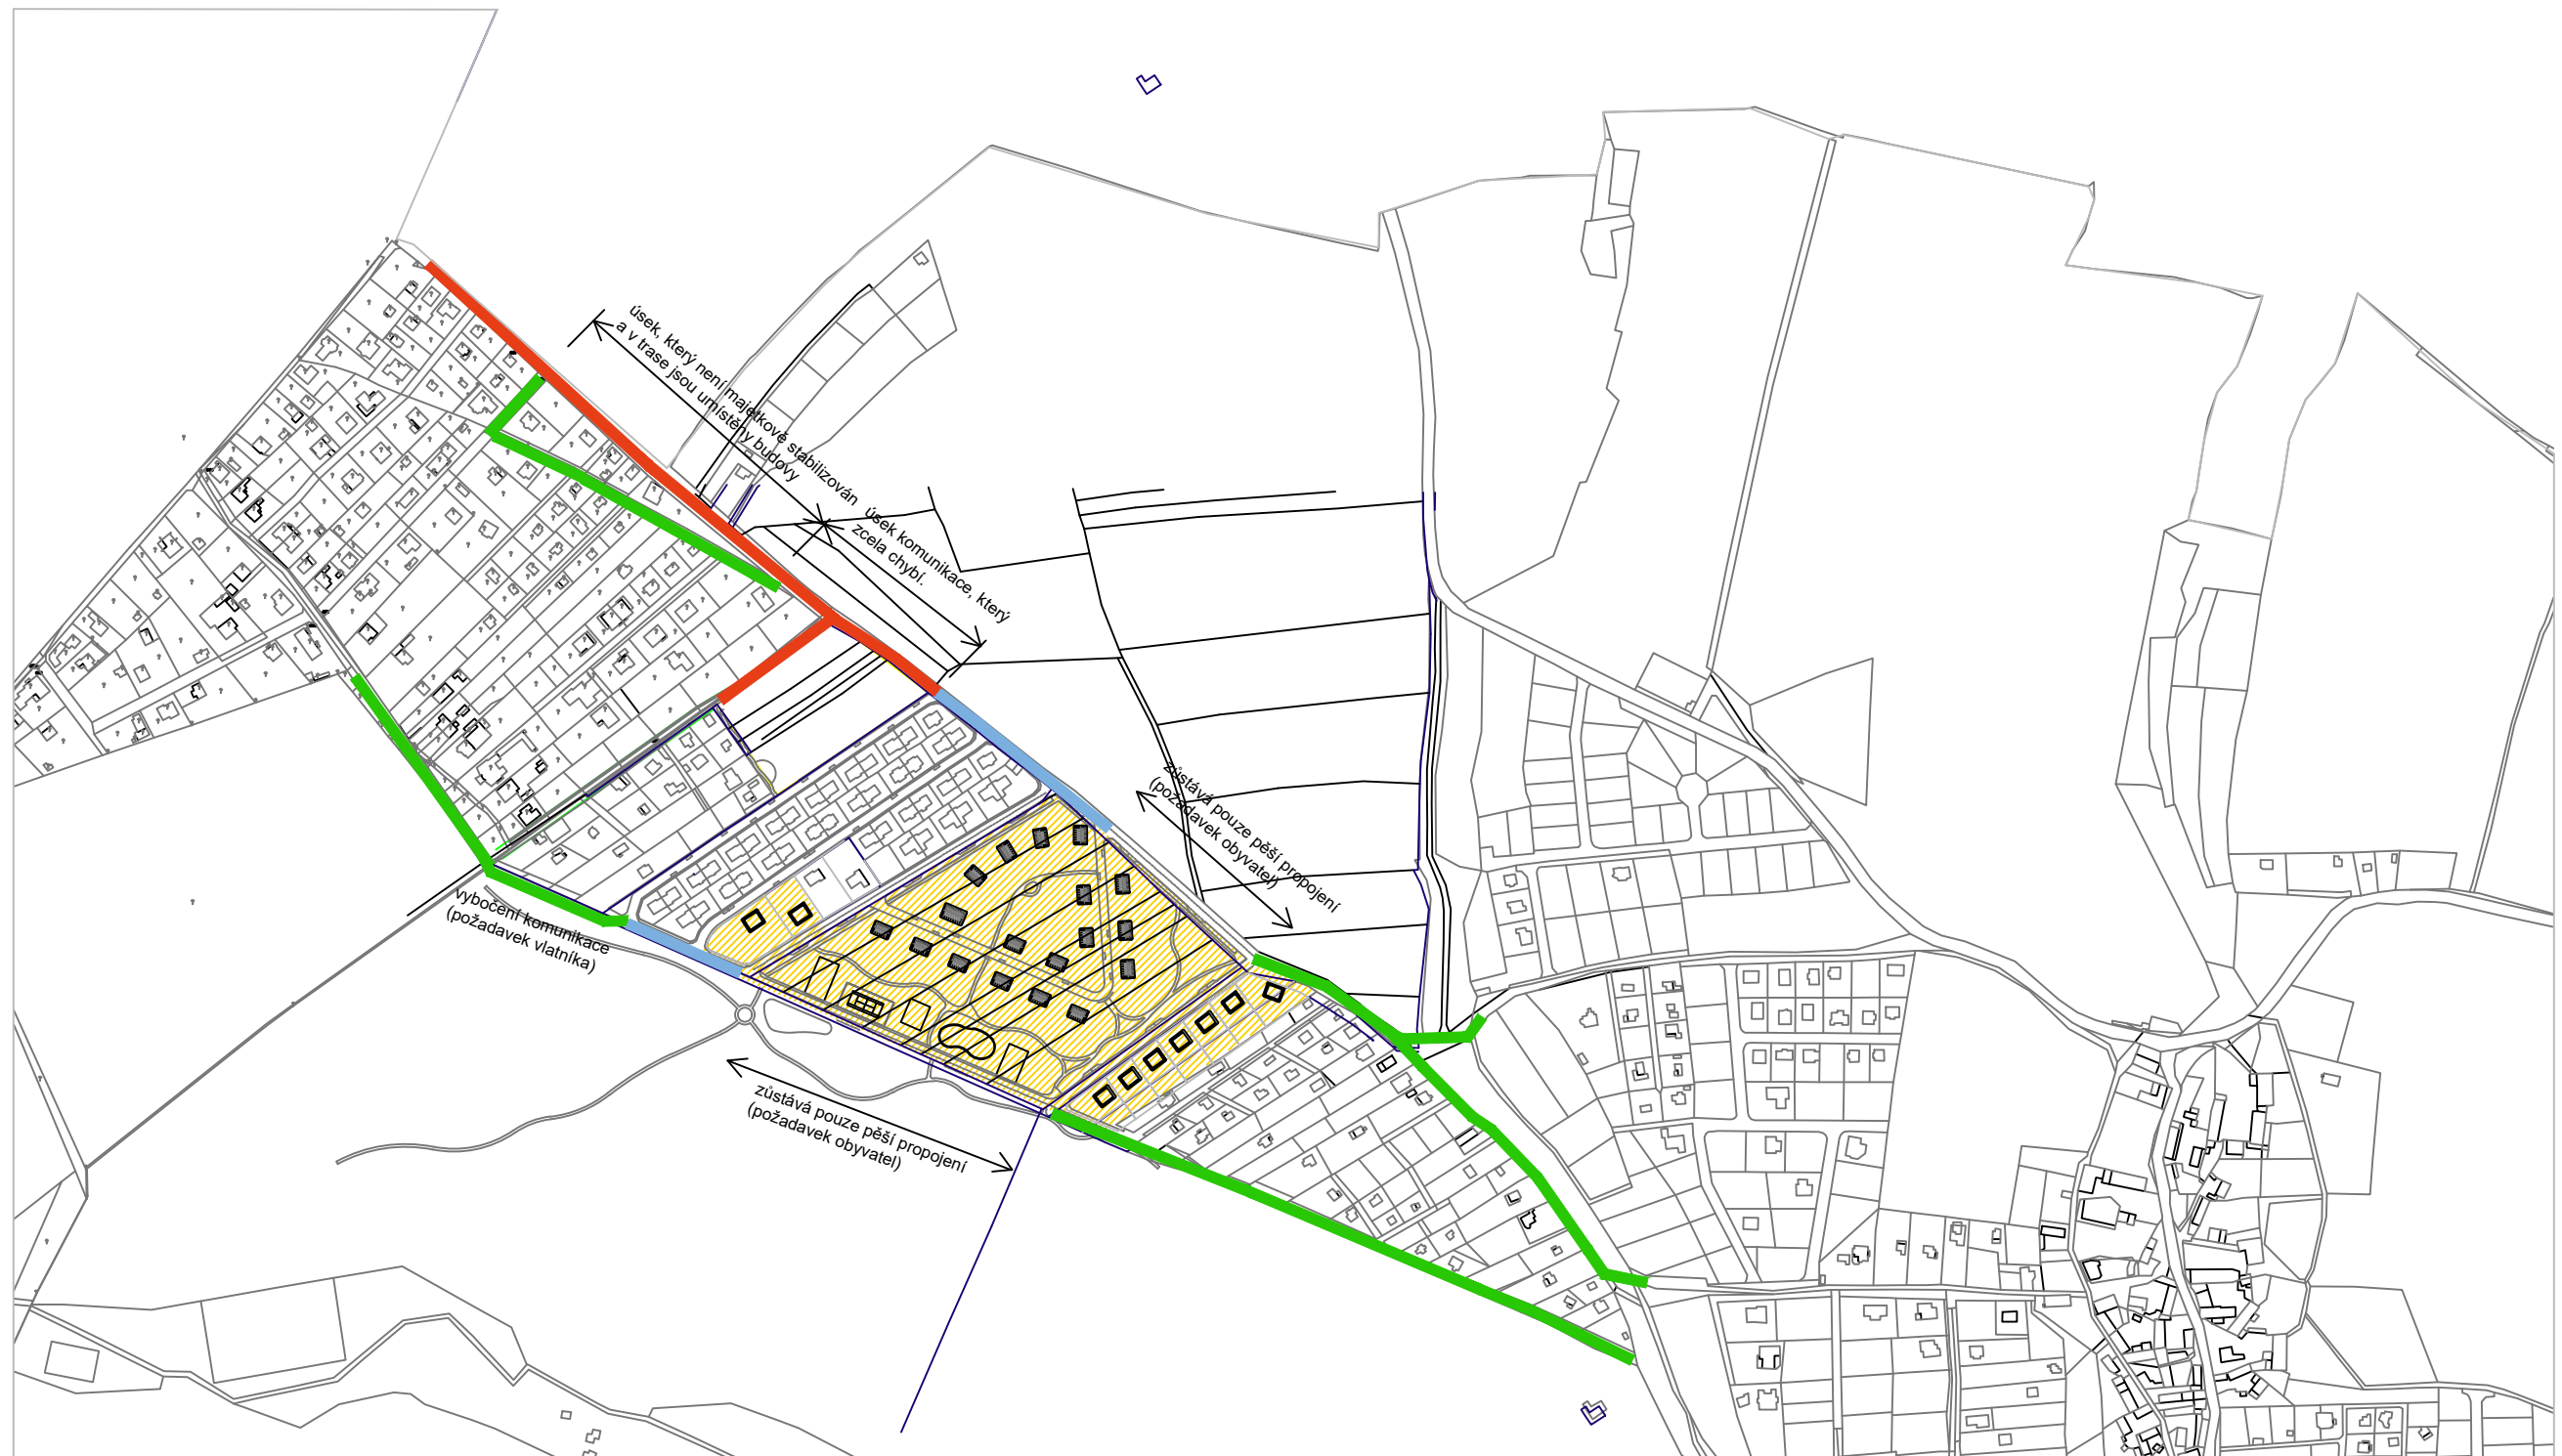 úsek, který není majetkově stabilizován
a v trase jsou umístěny budovy
úsek komunikace, který
zcela chybí.
zůstává pouze pěší propojení
(požadavek obyvatel)
vybočení komunikace
(požadavek vlatníka)
zůstává pouze pěší propojení
(požadavek obyvatel)